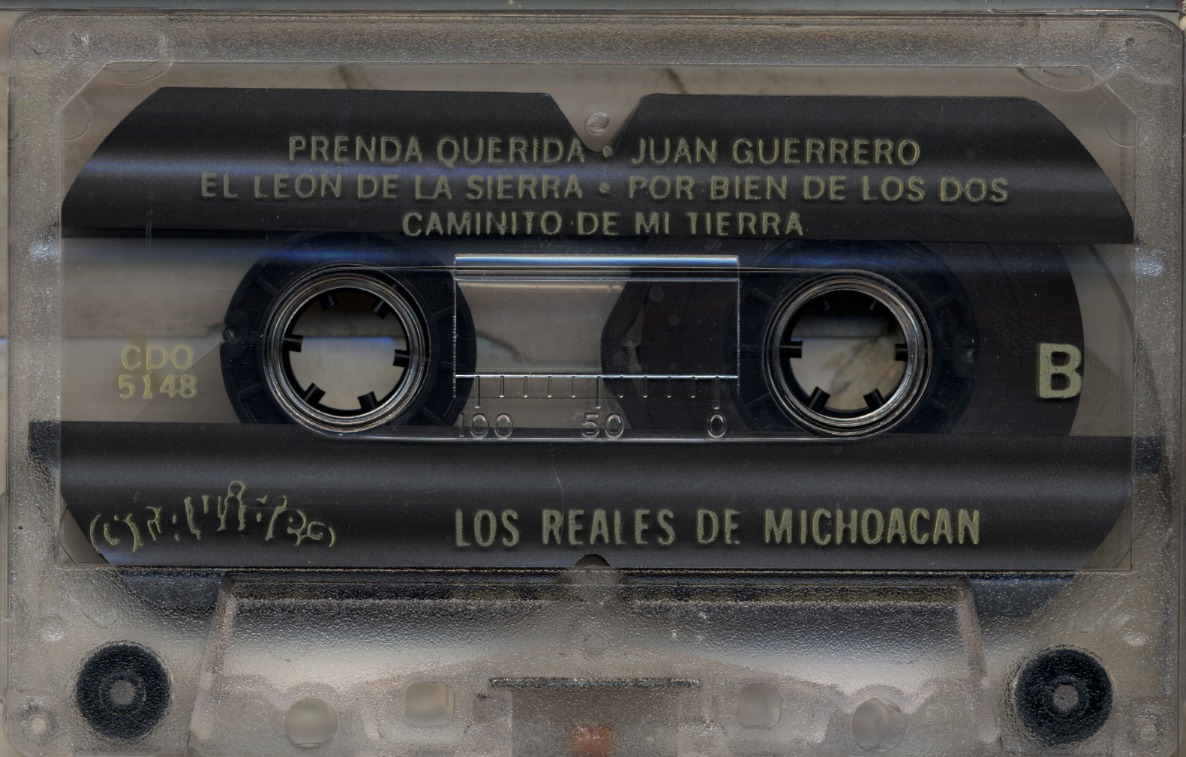 PRENDA QUERIDA • JUAN GUERRERO
EL LEON DE LA SIERRA • POR BIEN DE LOS DOS
CAMINITO DE MI TIERRA
CDO
5148
B
100 50 0
LOS REALES DE MICHOACAN